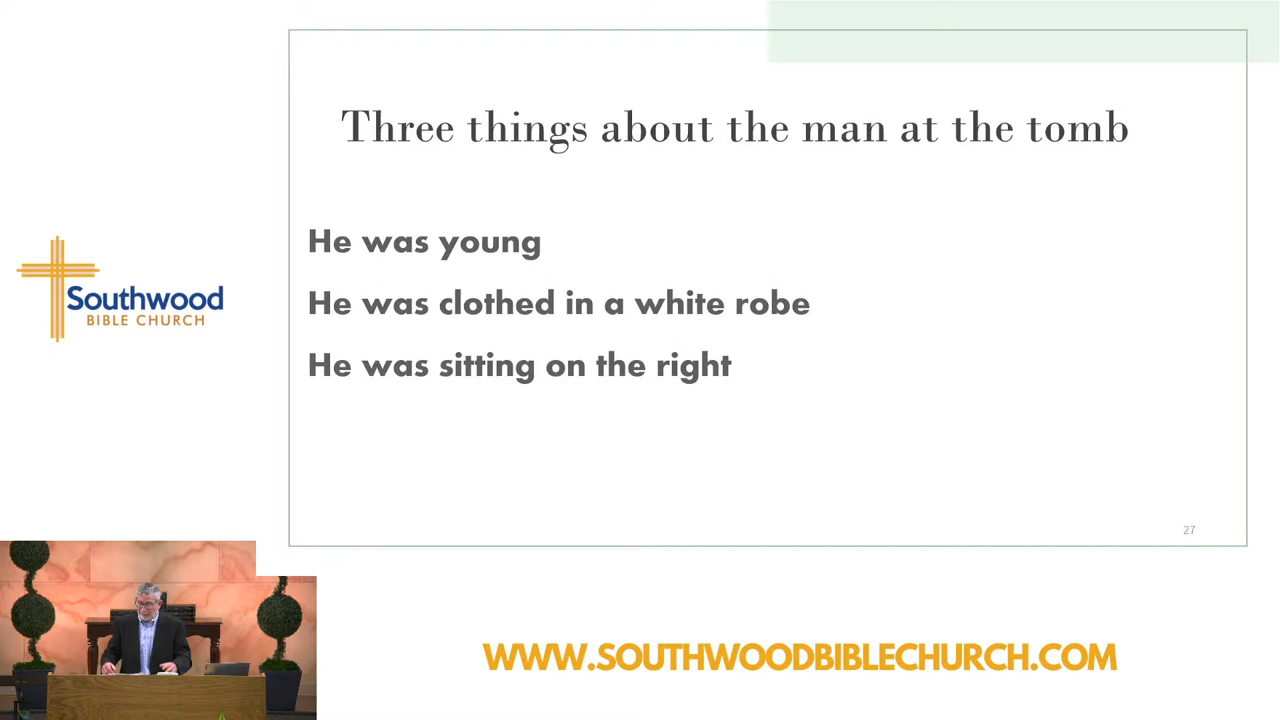 Three things about the man at the tomb
He was young
He was clothed in a white robe
He was sitting on the right
Southwood
BIBLE CHURCH
27
WWW.SOUTHWOODBIBLECHURCH.COM